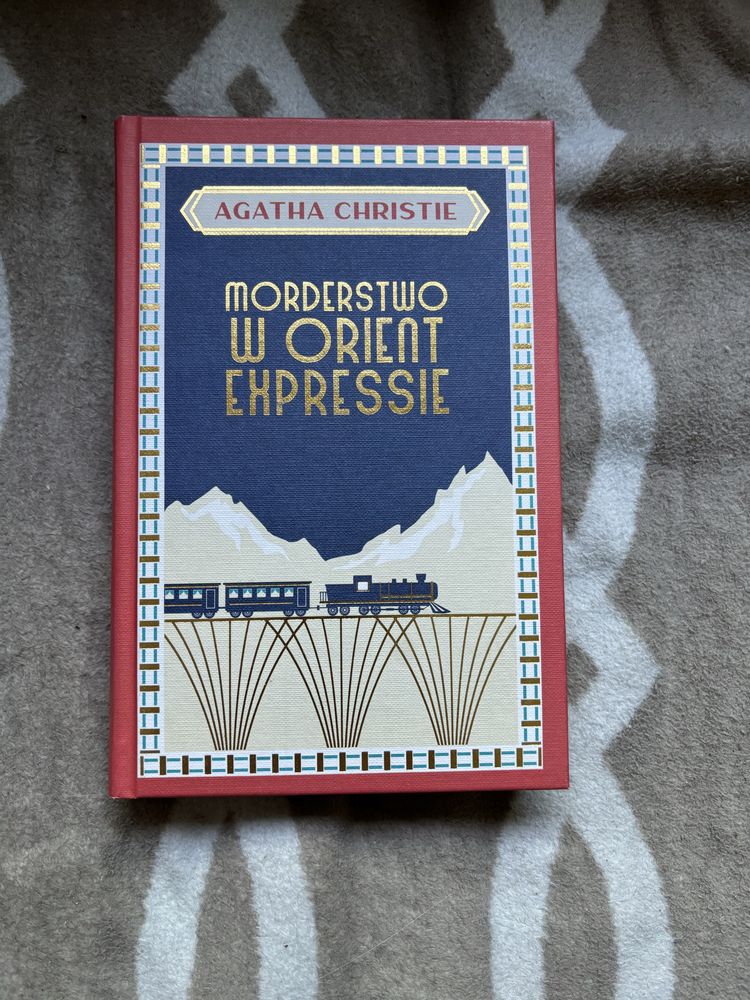 AGATHA CHRISTIE
MORDERSTWO
W ORIENT
EXPRESSIE